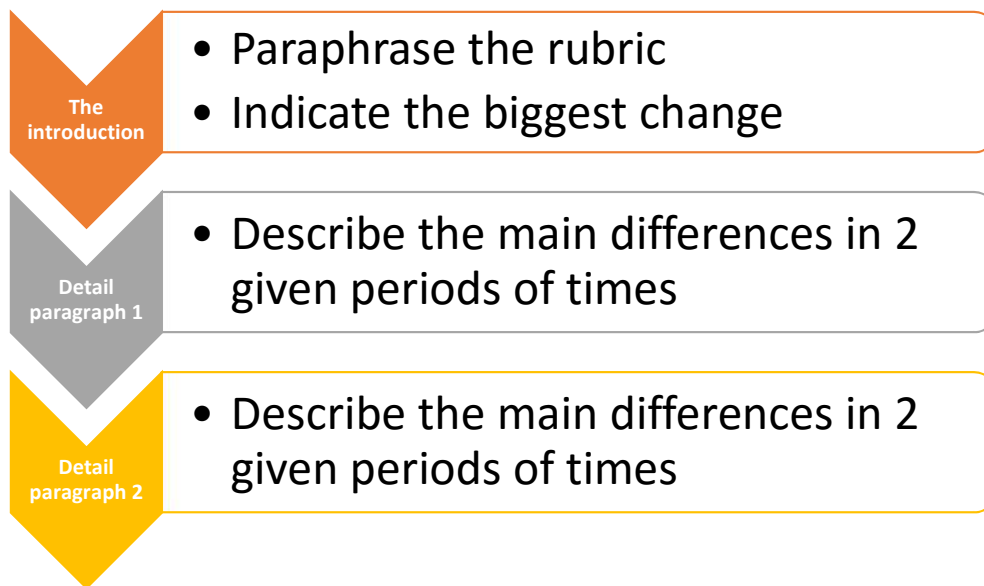 The
introduction
• Paraphrase the rubric
• Indicate the biggest change
Detail
paragraph 1
• Describe the main differences in 2
given periods of times
Detail
paragraph 2
• Describe the main differences in 2
given periods of times